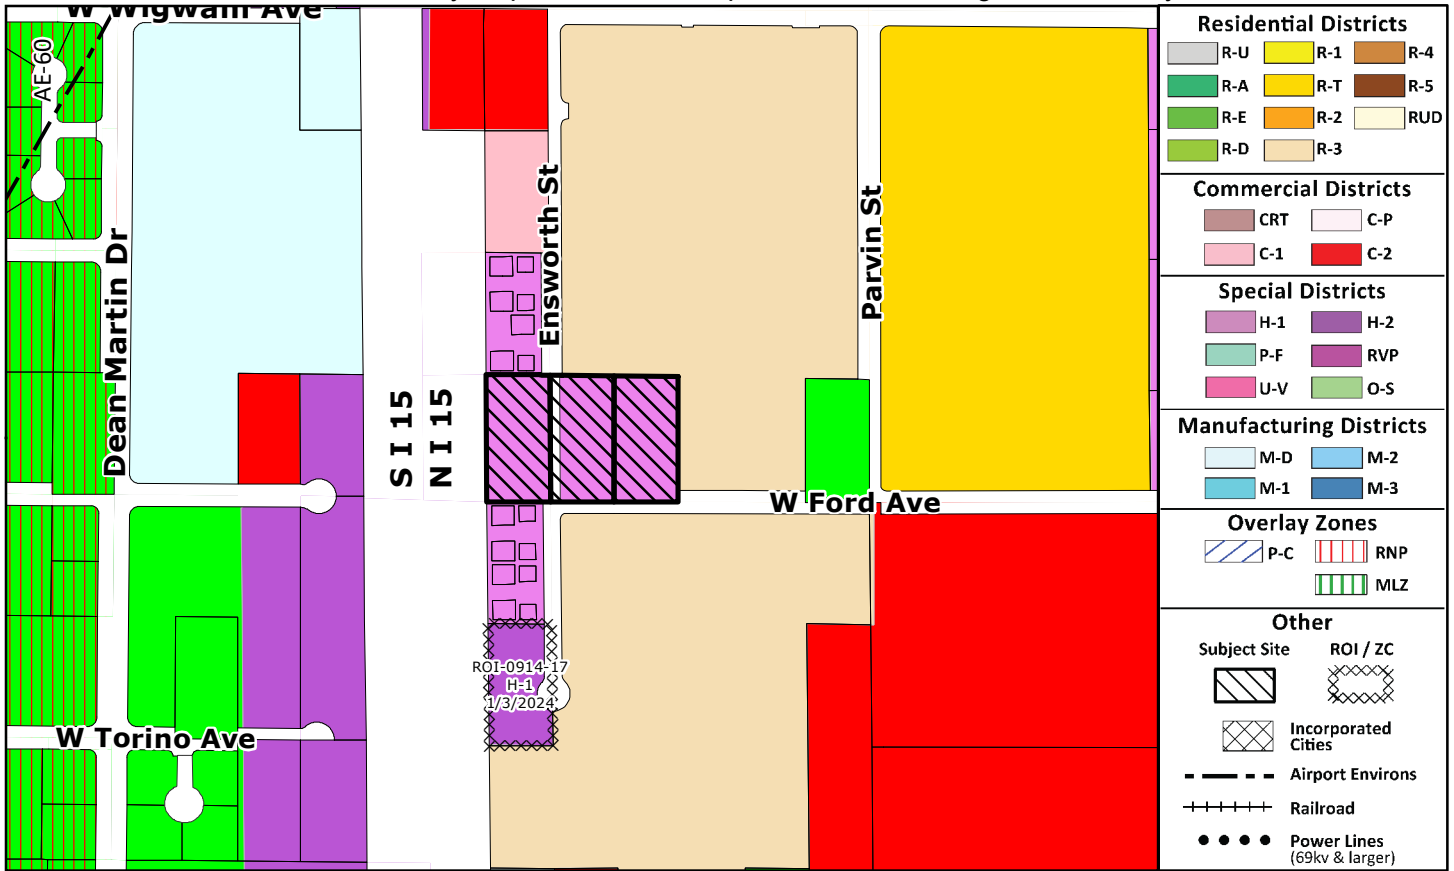 W Wigwam Ave
AE-60
Dean Martin Dr
S I 15
N I 15
Ensworth St
Parvin St
W Ford Ave
ROI-0914-17
H-1
1/3/2024
W Torino Ave
Residential Districts
R-U
R-1
R-4
R-A
R-T
R-5
R-E
R-2
RUD
R-D
R-3
Commercial Districts
CRT
C-P
C-1
C-2
Special Districts
H-1
H-2
P-F
RVP
U-V
O-S
Manufacturing Districts
M-D
M-2
M-1
M-3
Overlay Zones
P-C
RNP
MLZ
Other
Subject Site
ROI / ZC
Incorporated
Cities
Airport Environs
Railroad
Power Lines
(69kv & larger)